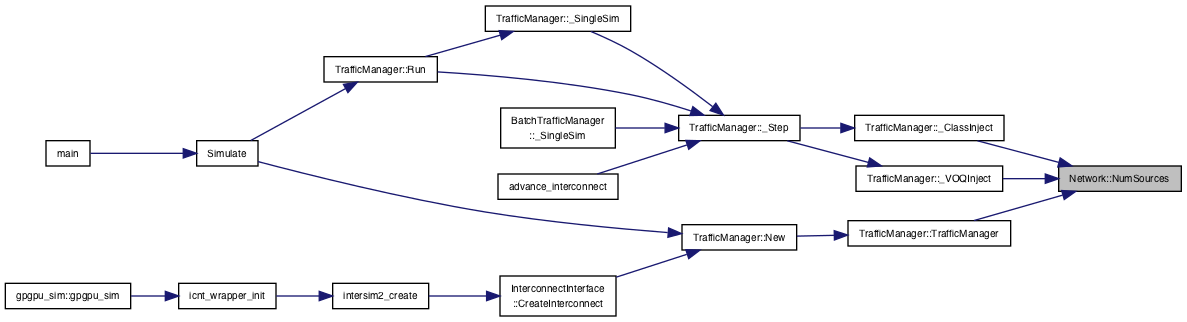 TrafficManager::_SingleSim
TrafficManager::Run
BatchTrafficManager
::_SingleSim
TrafficManager::_Step
TrafficManager::_ClassInject
main
Simulate
advance_interconnect
TrafficManager::_VOQInject
Network::NumSources
TrafficManager::New
TrafficManager::TrafficManager
gpgpu_sim::gpgpu_sim
icnt_wrapper_init
intersim2_create
InterconnectInterface
::CreateInterconnect